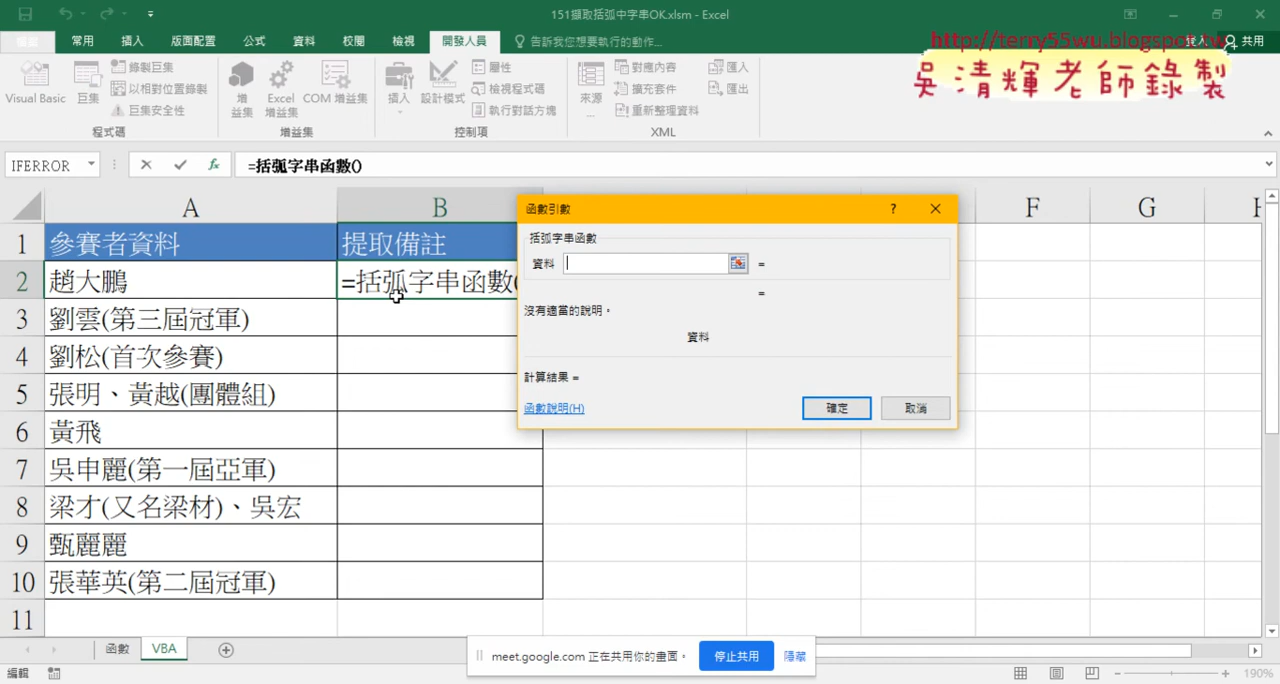 151擷取括弧中字串OK.xlsm - Excel
http://terry55wu.blogspot.tw
吳清輝老師錄製
常用 插入 版面配置 公式 資料 校閱 檢視 開發人員 告訴我您想要執行的動作... 共用
Visual Basic 巨集 錄製巨集 以相對位置錄製 巨集安全性 程式碼
增益集 Excel 增益集 COM 增益集 增益集
插入 設計模式 屬性 檢視程式碼 執行對話方塊 控制項
來源... 對應內容 擴充套件 重新整理資料 匯入 匯出 XML
IFERROR fx =括弧字串函數()
A B F G H
1 參賽者資料 提取備註
2 趙大鵬 =括弧字串函數(
3 劉雲(第三屆冠軍)
4 劉松(首次參賽)
5 張明、黃越(團體組)
6 黃飛
7 吳申麗(第一屆亞軍)
8 梁才(又名梁材)、吳宏
9 甄麗麗
10 張華英(第二屆冠軍)
11
函數引數 ?
括弧字串函數
資料 =
=
沒有適當的說明。
資料
計算結果 =
函數說明(H) 確定 取消
函數 VBA
meet.google.com 正在共用你的畫面。 停止共用 隱藏
編輯 190%